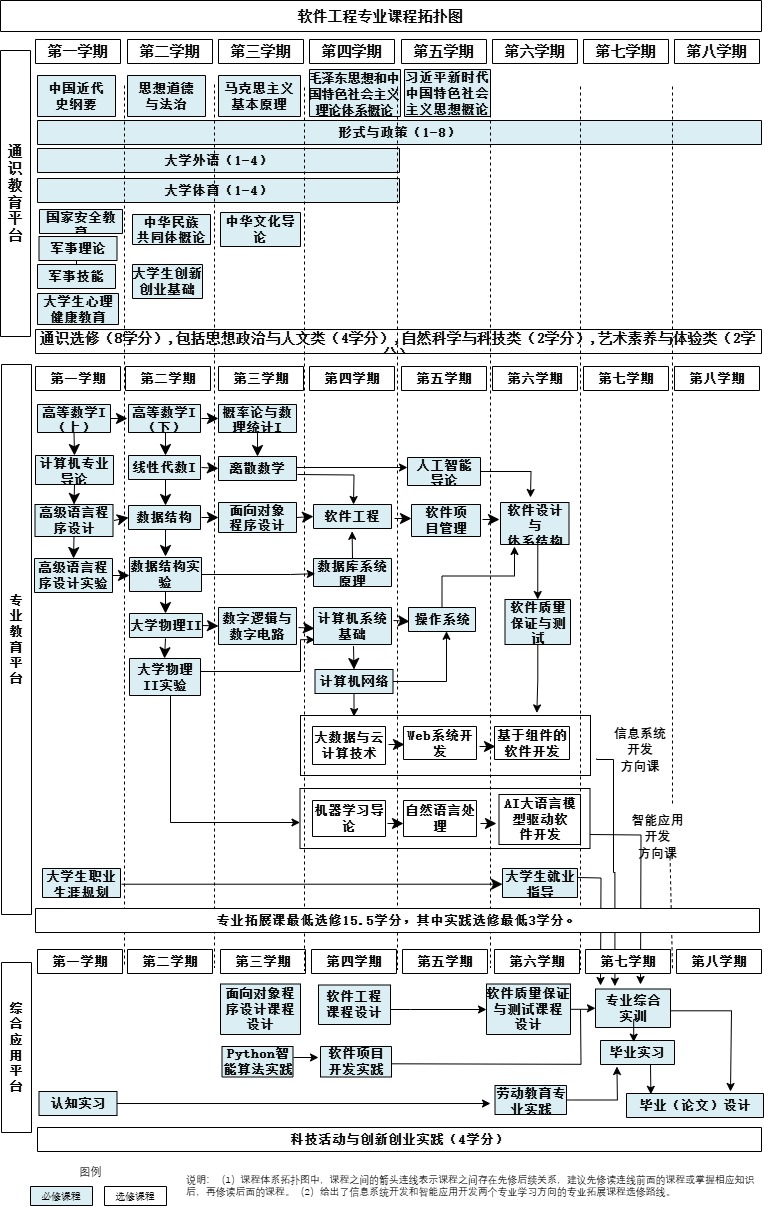 软件工程专业课程拓扑图
第一学期 第二学期 第三学期 第四学期 第五学期 第六学期 第七学期 第八学期
通识教育平台
中国近代
史纲要
思想道德
与法治
马克思主义
基本原理
毛泽东思想和中
国特色社会主义
理论体系概论
习近平新时代
中国特色社会
主义思想概论
形式与政策（1-8）
大学外语（1-4）
大学体育（1-4）
国家安全教
育
中华民族
共同体概论
中华文化导
论
军事理论
军事技能
大学生创新
创业基础
大学生心理
健康教育
通识选修（8学分）,包括思想政治与人文类（4学分）,自然科学与科技类（2学分）,艺术素养与体验类（2学
第一学期 第二学期 第三学期 第四学期 第五学期 第六学期 第七学期 第八学期
专业教育平台
高等数学I
（上）
高等数学I
（下）
概率论与数
理统计I
计算机专业
导论
线性代数I
离散数学
人工智能
导论
高级语言程
序设计
数据结构
面向对象
程序设计
软件工程
软件项
目管理
软件设计
与
体系结构
高级语言程
序设计实验
数据结构实
验
数据库系统
原理
大学物理II
数字逻辑与
数字电路
计算机系统
基础
操作系统
软件质量
保证与测
试
大学物理
II实验
计算机网络
大数据与云
计算技术
Web系统开
发
基于组件的
软件开发
信息系统
开发
方向课
机器学习导
论
自然语言处
理
AI大语言模
型驱动软
件开发
智能应用
开发
方向课
大学生职业
生涯规划
大学生就业
指导
专业拓展课最低选修15.5学分，其中实践选修最低3学分。
第一学期 第二学期 第三学期 第四学期 第五学期 第六学期 第七学期 第八学期
综合应用平台
面向对象程
序设计课程
设计
软件工程
课程设计
软件质量保证
与测试课程
设计
专业综合
实训
Python智
能算法实践
软件项目
开发实践
毕业实习
认知实习
劳动教育专
业实践
毕业（论文）设计
科技活动与创新创业实践（4学分）
图例
必修课程 选修课程
说明：（1）课程体系拓扑图中，课程之间的箭头连线表示课程之间存在先修后续关系，建议先修读连线前面的课程或掌握相应知识
后，再修读后面的课程。（2）给出了信息系统开发和智能应用开发两个专业学习方向的专业拓展课程选修路线。